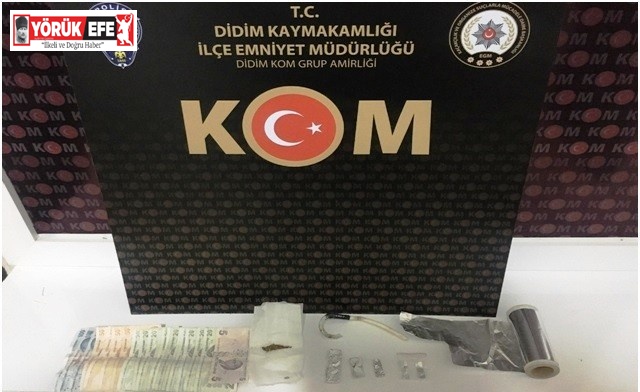 YÖRÜK EFE
"İlkeli ve Doğru Haber"
T.C.
DİDİM KAYMAKAMLIĞI
İLÇE EMNİYET MÜDÜRLÜĞÜ
DİDİM KOM GRUP AMİRLİĞİ
KOM
EGM